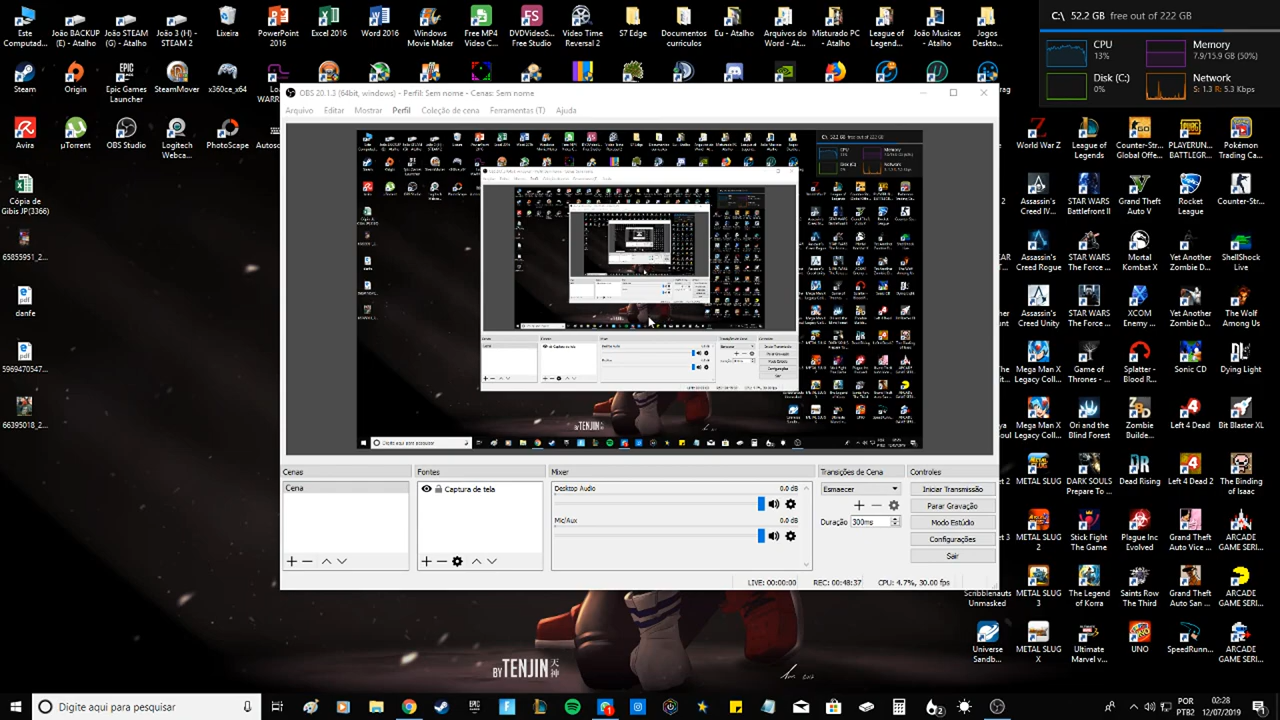 Este Computad...
João BACKUP (E) - Atalho
João STEAM (G) - Atalho
João 3 (H) - STEAM 2
Lixeira
PowerPoint 2016
Excel 2016
Word 2016
Windows Movie Maker
Free MP4 Video C...
DVDVideoS... Free Studio
Video Time Reversal 2
S7 Edge
Documentos curriculos
Eu - Atalho
Arquivos do Word - At...
Misturado PC - Atalho
League of Legen...
João Musicas - Atalho
Jogos Deskto...
C:\ 52.2 GB free out of 222 GB
CPU 13%
Memory 7.9/15.9 GB (50%)
Disk (C:) 0%
Network S: 1.3 R: 5.3 Kbps
Steam
Origin
Epic Games Launcher
SteamMover
x360ce_x64
OBS 20.1.3 (64bit, windows) - Perfil: Sem nome - Cenas: Sem nome
Arquivo Editar Mostrar Perfil Coleção de cena Ferramentas (T) Ajuda
Avira
µTorrent
OBS Studio
Logitech Webca...
PhotoScape
World War Z
League of Legends
Counter-Strike Global Offe...
PLAYERUN... BATTLEGR...
Pokémon Trading Ca...
Cópia de Gibis JP(3366)
Assassin's Creed IV...
STAR WARS Battlefront II
Grand Theft Auto V
Rocket League
Counter-Str...
65855951_2...
Assassin's Creed Rogue
STAR WARS The Force ...
Mortal Kombat X
Yet Another Zombie D...
ShellShock Live
danfe
Assassin's Creed Unity
STAR WARS The Force ...
XCOM Enemy ...
Yet Another Zombie D...
The Wolf Among Us
5969470547...
Mega Man X Legacy Coll...
Game of Thrones - ...
Splatter - Blood R...
Sonic CD
Dying Light
66395018_2...
Mega Man X Legacy Coll...
Ori and the Blind Forest
Zombie Builde...
Left 4 Dead
Bit Blaster XL
DARK SOULS Prepare To ...
Dead Rising
Left 4 Dead 2
The Binding of Isaac
Cenas
Fontes
Mixer
Transições de Cena
Controles
Cena
Captura de tela
Desktop Audio 0.0 dB
Mic/Aux 0.0 dB
Esmaecer
Duração 300ms
Iniciar Transmissão
Parar Gravação
Modo Estúdio
Configurações
Sair
LIVE: 00:00:00 REC: 00:48:37 CPU: 4.7%, 30.00 fps
METAL SLUG 2
Stick Fight The Game
Plague Inc Evolved
Grand Theft Auto Vice ...
ARCADE GAME SERI...
Scribblenauts Unmasked
METAL SLUG 3
The Legend of Korra
Saints Row The Third
Grand Theft Auto San ...
ARCADE GAME SERI...
Universe Sandb...
METAL SLUG X
Ultimate Marvel v...
UNO
SpeedRunn...
ARCADE GAME SERI...
BY TENJIN 天神
Digite aqui para pesquisar
POR PTB2
02:28
12/07/2019